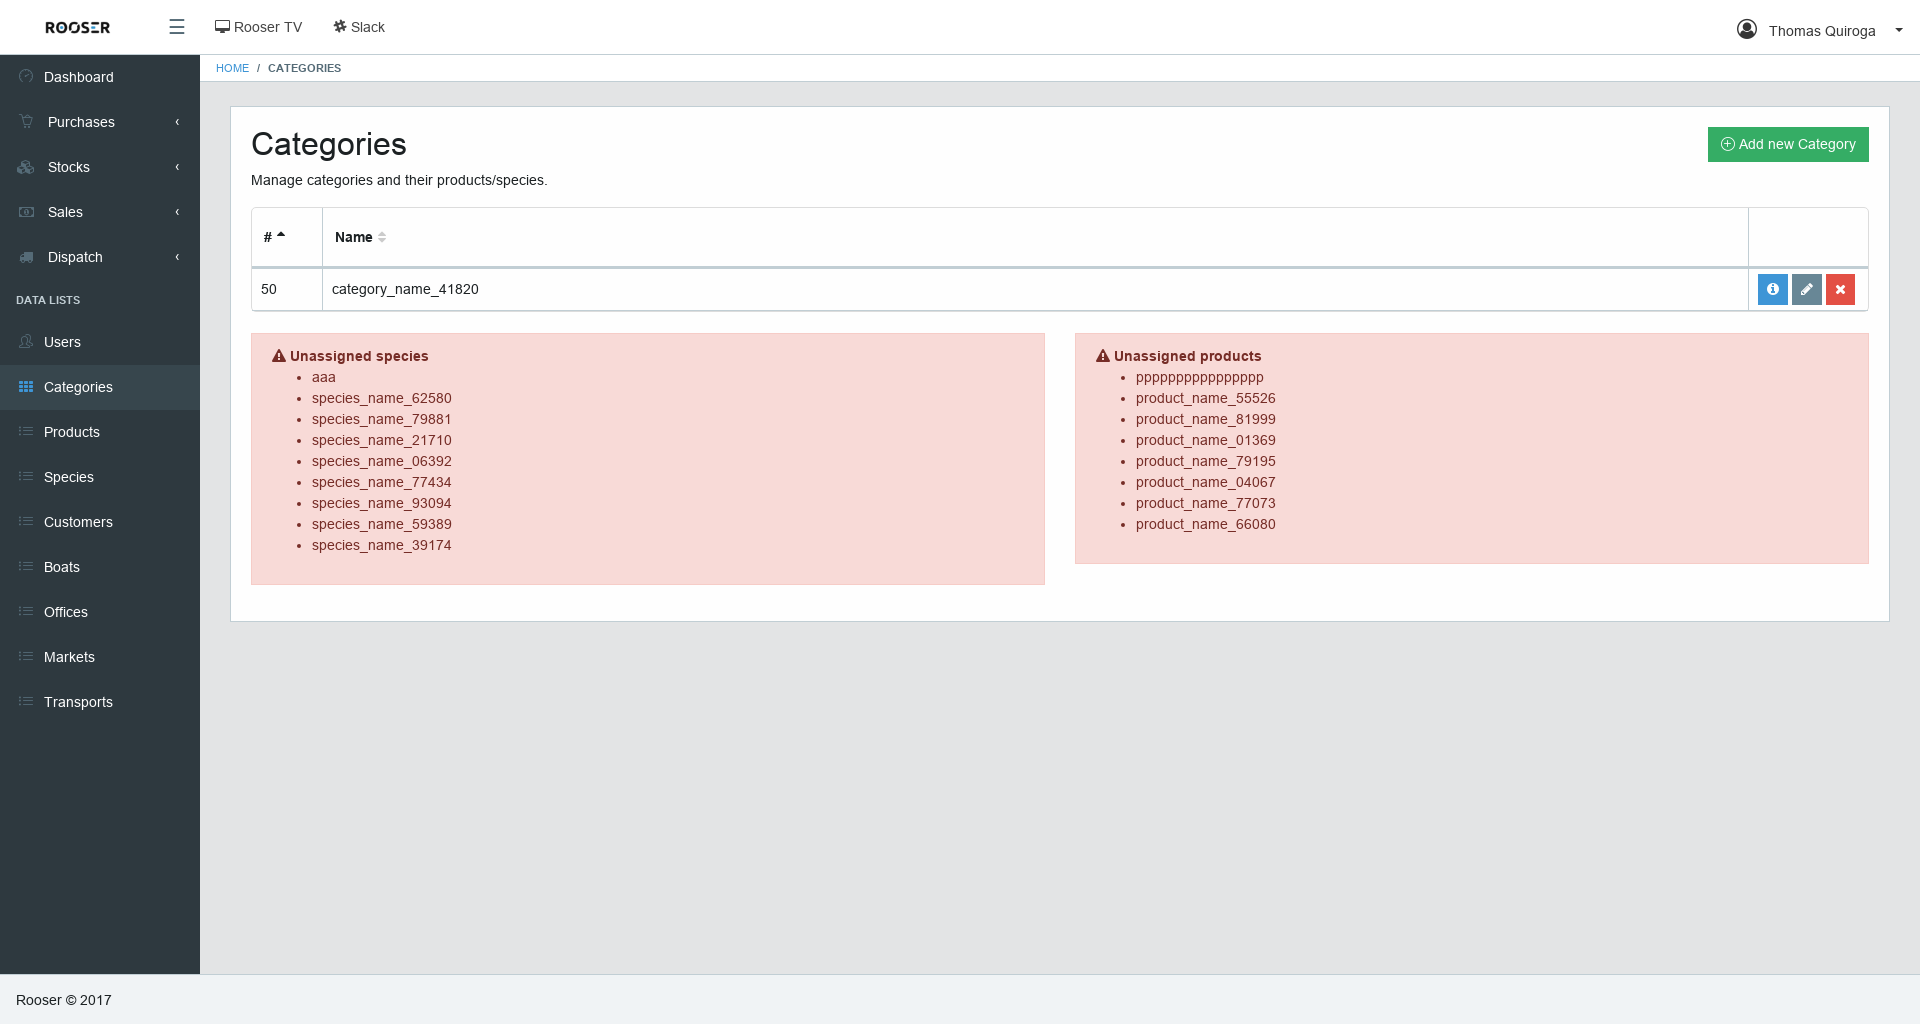 ROOSER
☰
Rooser TV
Slack
Thomas Quiroga
HOME / CATEGORIES
Dashboard
Purchases
Stocks
Sales
Dispatch
DATA LISTS
Users
Categories
Products
Species
Customers
Boats
Offices
Markets
Transports
Categories
Add new Category
Manage categories and their products/species.
# Name
50 category_name_41820
Unassigned species
• aaa
• species_name_62580
• species_name_79881
• species_name_21710
• species_name_06392
• species_name_77434
• species_name_93094
• species_name_59389
• species_name_39174
Unassigned products
• pppppppppppppppp
• product_name_55526
• product_name_81999
• product_name_01369
• product_name_79195
• product_name_04067
• product_name_77073
• product_name_66080
Rooser © 2017